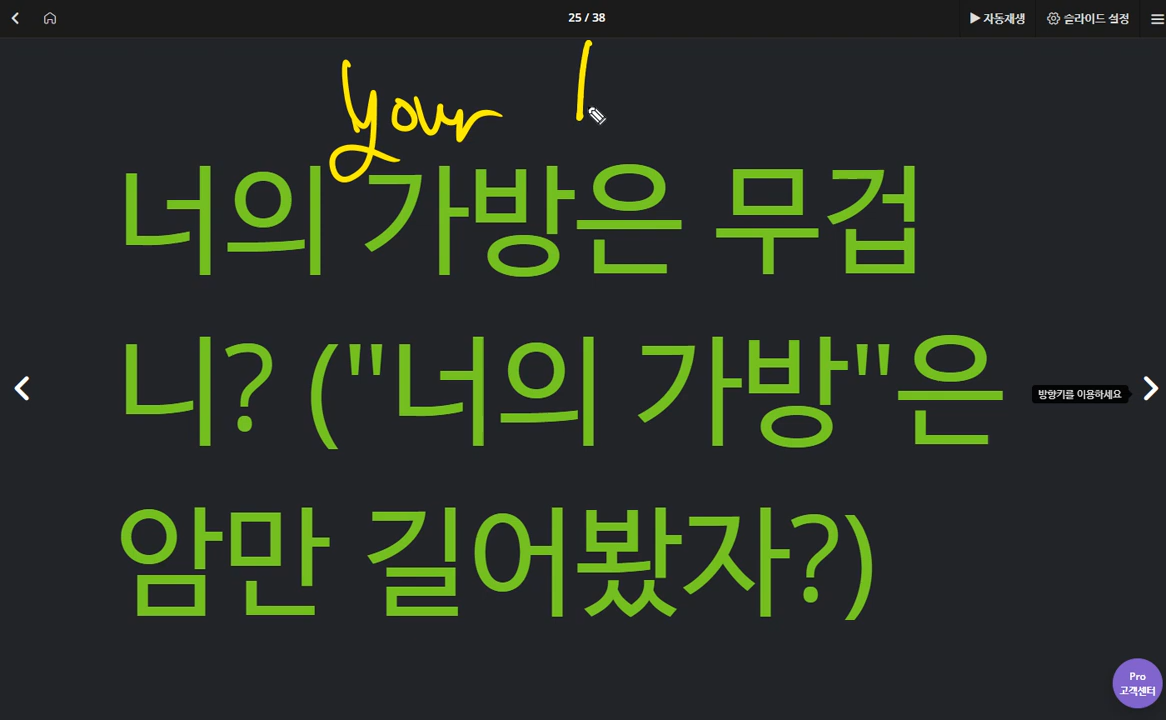 25 / 38
▶ 자동재생
슬라이드 설정
your
너의 가방은 무겁
니? ("너의 가방"은
암만 길어봤자?)
방향키를 이용하세요
Pro
고객센터